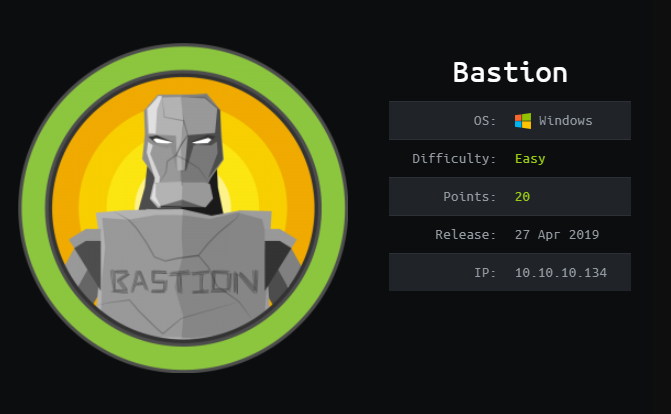 Bastion
OS: Windows
Difficulty: Easy
Points: 20
Release: 27 Apr 2019
IP: 10.10.10.134
BASTION